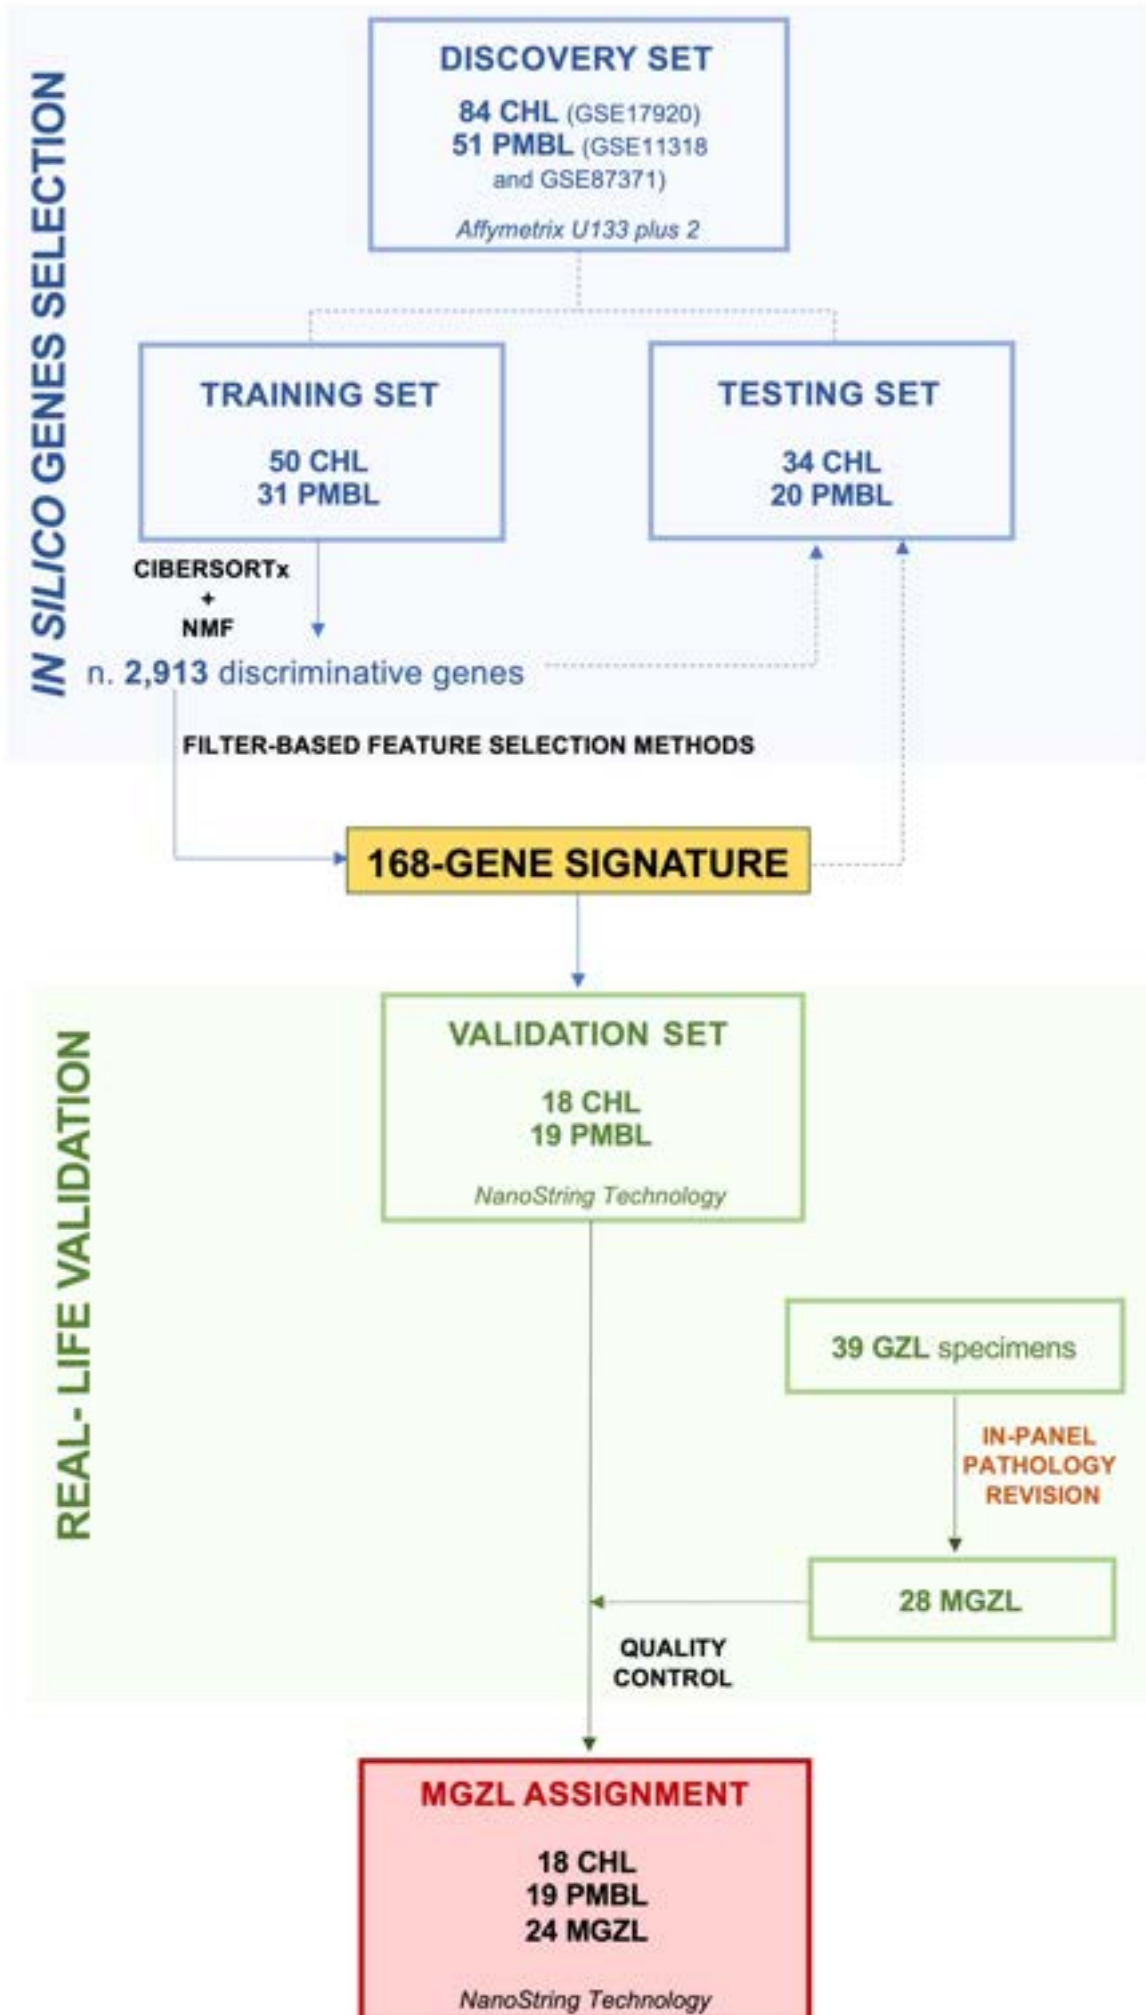 IN SILICO GENES SELECTION
DISCOVERY SET
84 CHL (GSE17920)
51 PMBL (GSE11318
and GSE87371)
Affymetrix U133 plus 2
TRAINING SET
50 CHL
31 PMBL
TESTING SET
34 CHL
20 PMBL
CIBERSORTx
+
NMF
n. 2,913 discriminative genes
FILTER-BASED FEATURE SELECTION METHODS
168-GENE SIGNATURE
REAL- LIFE VALIDATION
VALIDATION SET
18 CHL
19 PMBL
NanoString Technology
39 GZL specimens
IN-PANEL
PATHOLOGY
REVISION
28 MGZL
QUALITY
CONTROL
MGZL ASSIGNMENT
18 CHL
19 PMBL
24 MGZL
NanoString Technology